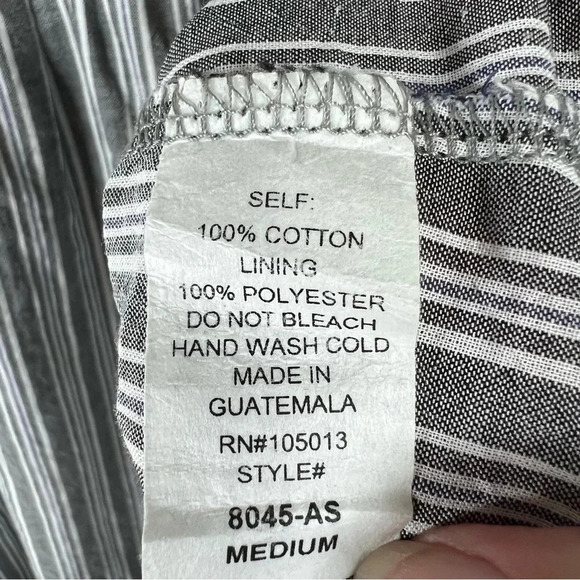 SELF:
100% COTTON
LINING
100% POLYESTER
DO NOT BLEACH
HAND WASH COLD
MADE IN
GUATEMALA
RN#105013
STYLE#
8045-AS
MEDIUM